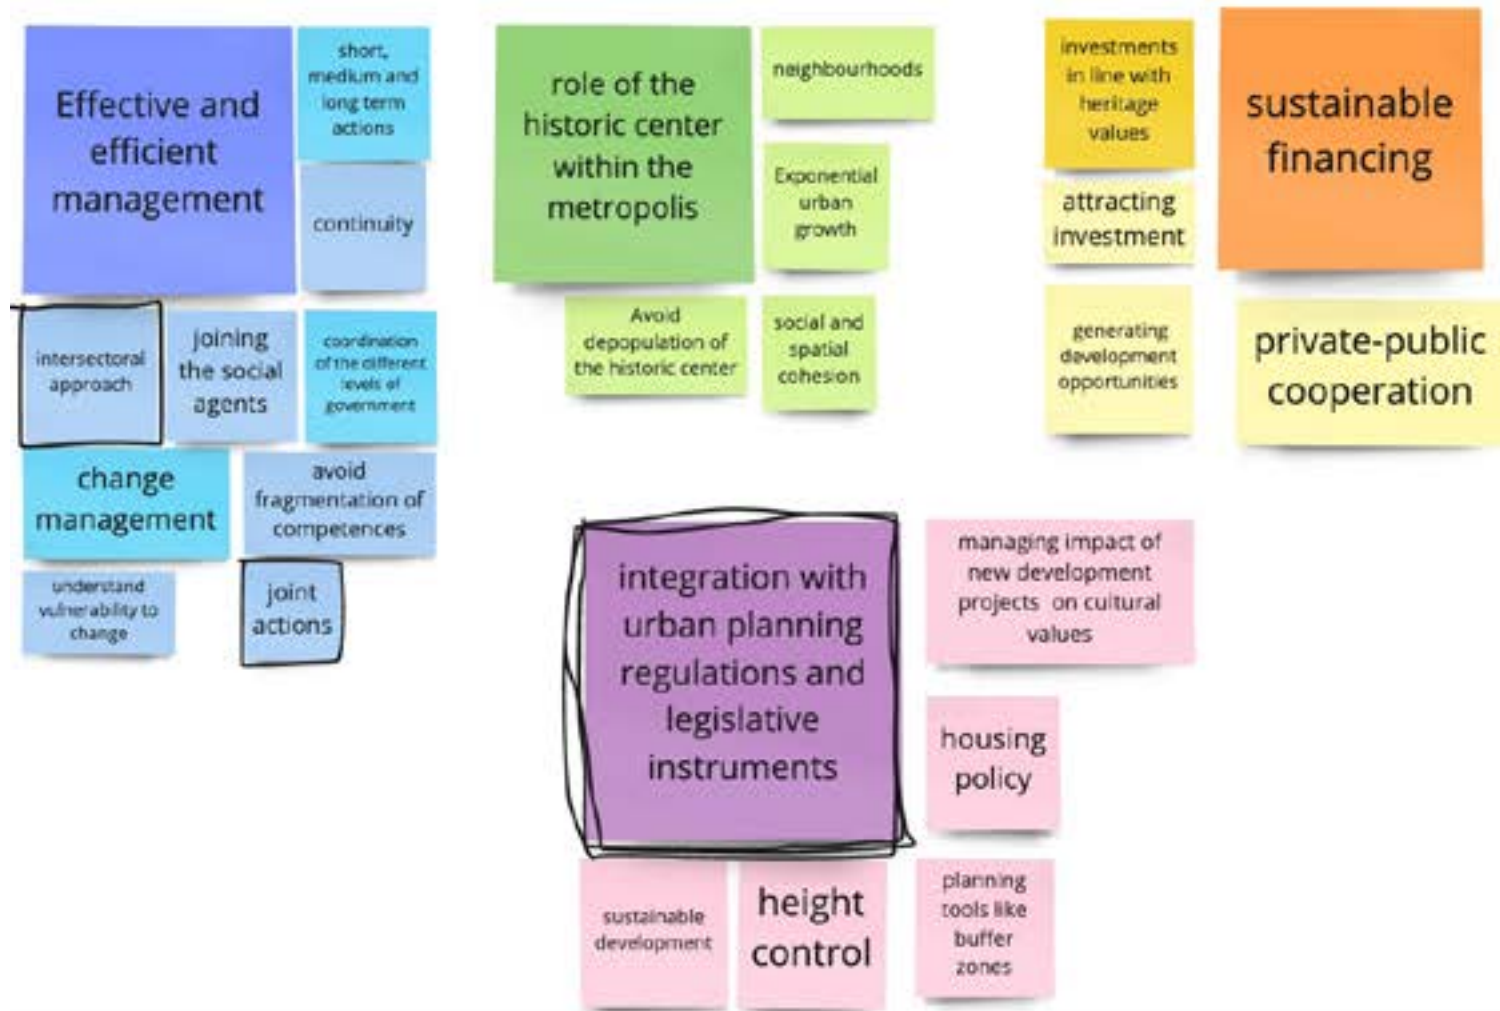 Effective and
efficient
management
short,
medium and
long term
actions
continuity
intersectoral
approach
joining
the social
agents
coordination
of the different
levels of
government
change
management
avoid
fragmentation of
competences
understand
vulnerability to
change
joint
actions
role of the
historic center
within the
metropolis
neighbourhoods
Exponential
urban
growth
Avoid
depopulation of
the historic center
social and
spatial
cohesion
investments
in line with
heritage
values
sustainable
financing
attracting
investment
generating
development
opportunities
private-public
cooperation
integration with
urban planning
regulations and
legislative
instruments
managing impact of
new development
projects on cultural
values
housing
policy
sustainable
development
height
control
planning
tools like
buffer
zones